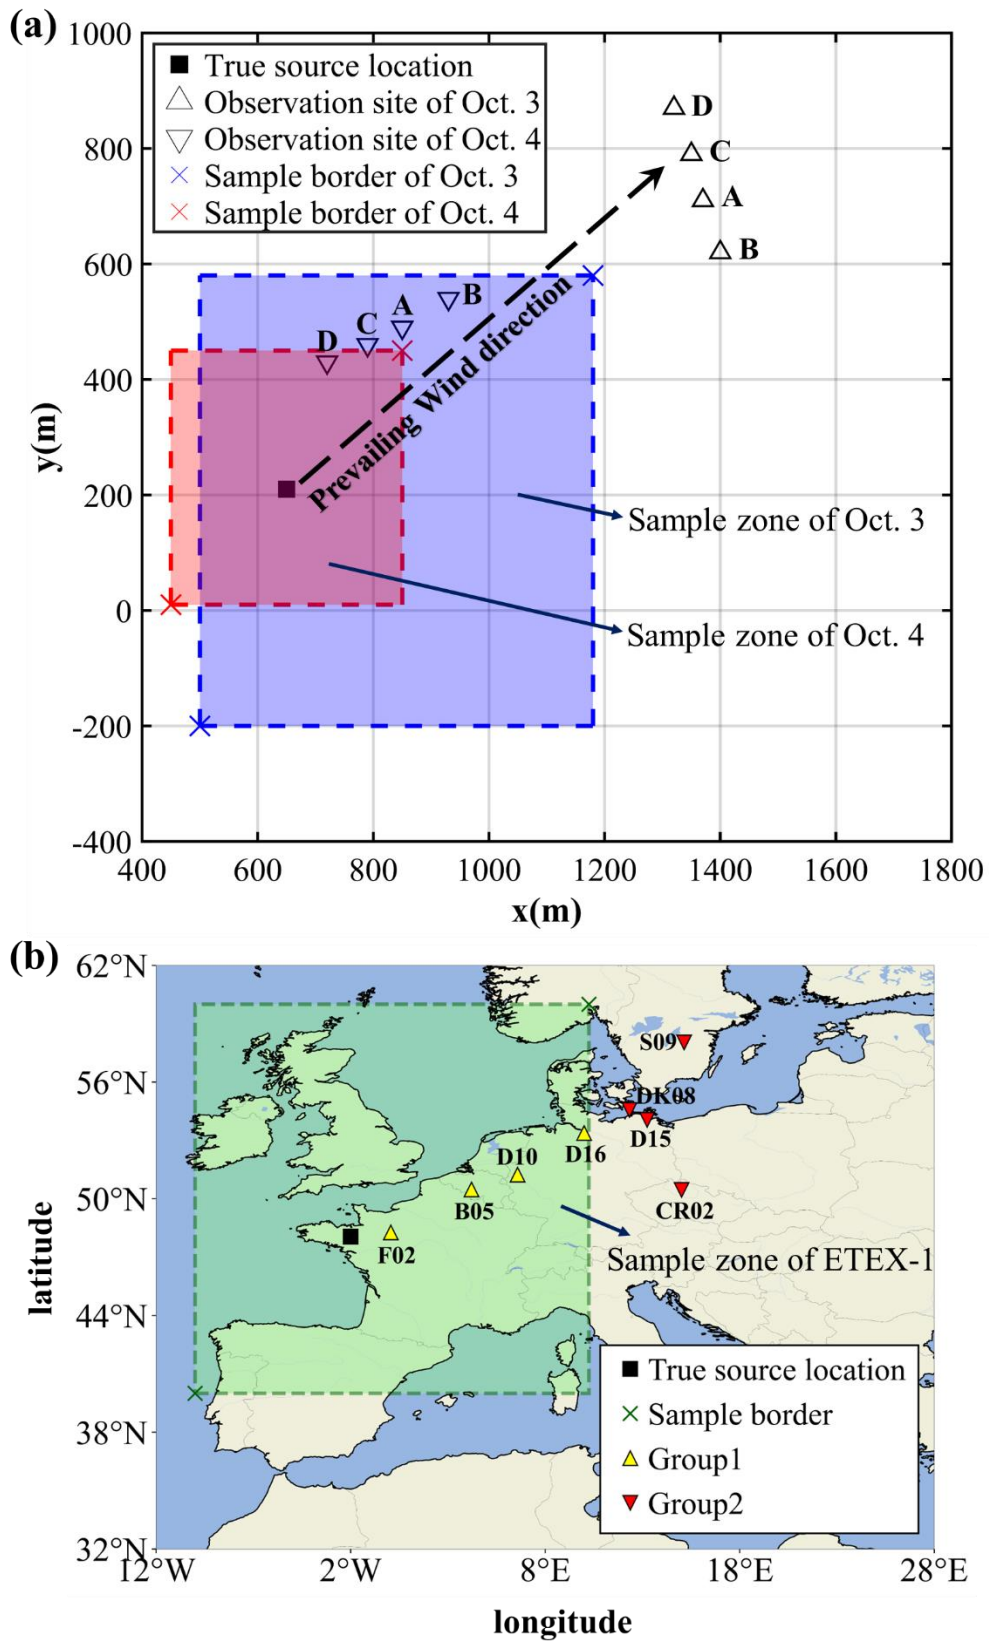 (a)
1000
800
600
400
200
0
-200
-400
y(m)
True source location
Observation site of Oct. 3
Observation site of Oct. 4
Sample border of Oct. 3
Sample border of Oct. 4
D
C
A
B
B
A
C
D
Prevailing Wind direction
Sample zone of Oct. 3
Sample zone of Oct. 4
400 600 800 1000 1200 1400 1600 1800
x(m)
(b)
62°N
56°N
50°N
44°N
38°N
32°N
latitude
S09
DK08
D15
D16
D10
B05
CR02
F02
Sample zone of ETEX-1
True source location
Sample border
Group1
Group2
12°W 2°W 8°E 18°E 28°E
longitude